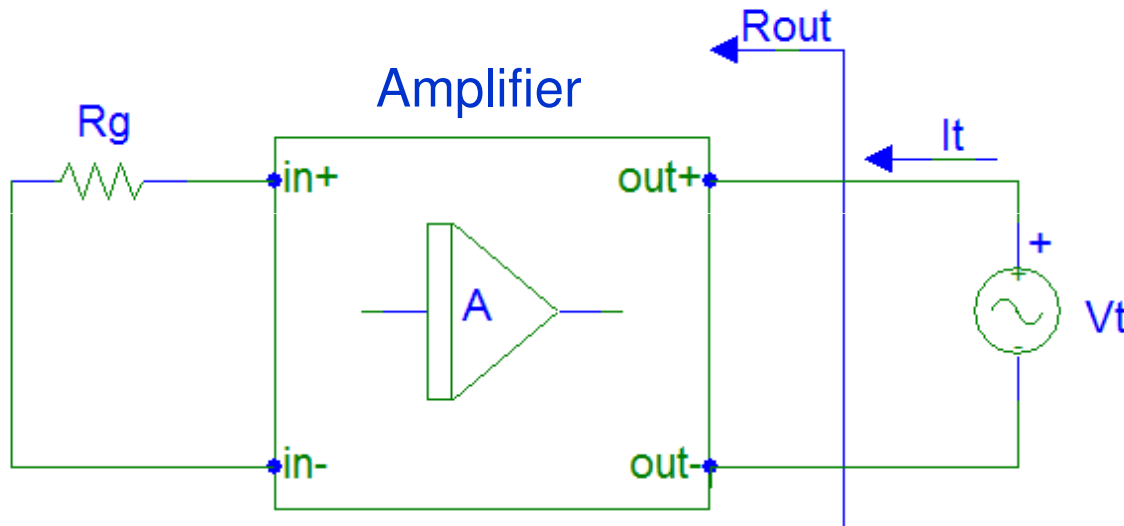 Rout
Amplifier
Rg
It
in+
out+
+
+
A
Vt
-
in-
out-